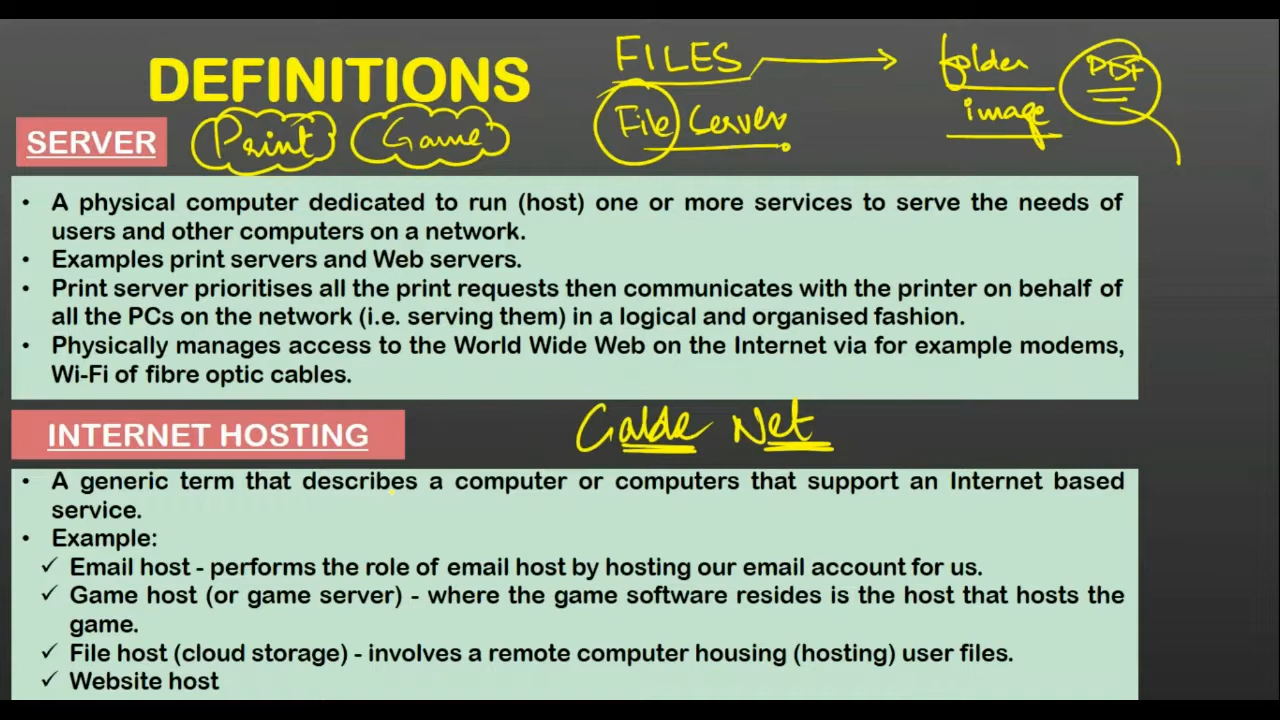 FILES folder PDF
DEFINITIONS
File Server image
SERVER Print Game
• A physical computer dedicated to run (host) one or more services to serve the needs of
users and other computers on a network.
• Examples print servers and Web servers.
• Print server prioritises all the print requests then communicates with the printer on behalf of
all the PCs on the network (i.e. serving them) in a logical and organised fashion.
• Physically manages access to the World Wide Web on the Internet via for example modems,
Wi-Fi of fibre optic cables.
INTERNET HOSTING Net
• A generic term that describes a computer or computers that support an Internet based
service.
• Example:
✓ Email host - performs the role of email host by hosting our email account for us.
✓ Game host (or game server) - where the game software resides is the host that hosts the
game.
✓ File host (cloud storage) - involves a remote computer housing (hosting) user files.
✓ Website host